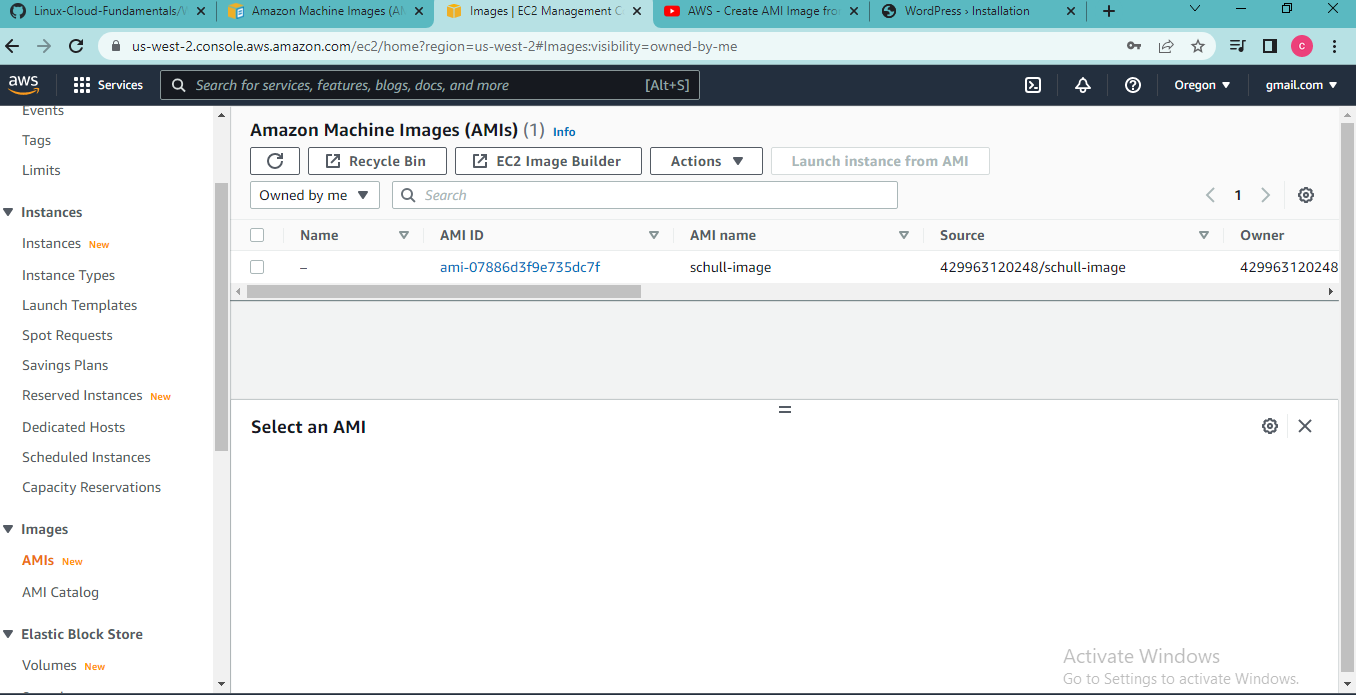 Linux-Cloud-Fundamentals/
Amazon Machine Images (AM
Images | EC2 Management C
AWS - Create AMI Image fro
WordPress › Installation
us-west-2.console.aws.amazon.com/ec2/home?region=us-west-2#Images:visibility=owned-by-me
C
aws
Services
Search for services, features, blogs, docs, and more
[Alt+S]
Oregon
gmail.com
Events
Tags
Limits
Instances
Instances New
Instance Types
Launch Templates
Spot Requests
Savings Plans
Reserved Instances New
Dedicated Hosts
Scheduled Instances
Capacity Reservations
Images
AMIs New
AMI Catalog
Elastic Block Store
Volumes New
Amazon Machine Images (AMIs) (1) Info
Recycle Bin
EC2 Image Builder
Actions
Launch instance from AMI
Owned by me
Search
1
Name AMI ID AMI name Source Owner
– ami-07886d3f9e735dc7f schull-image 429963120248/schull-image 429963120248
Select an AMI
Activate Windows
Go to Settings to activate Windows.